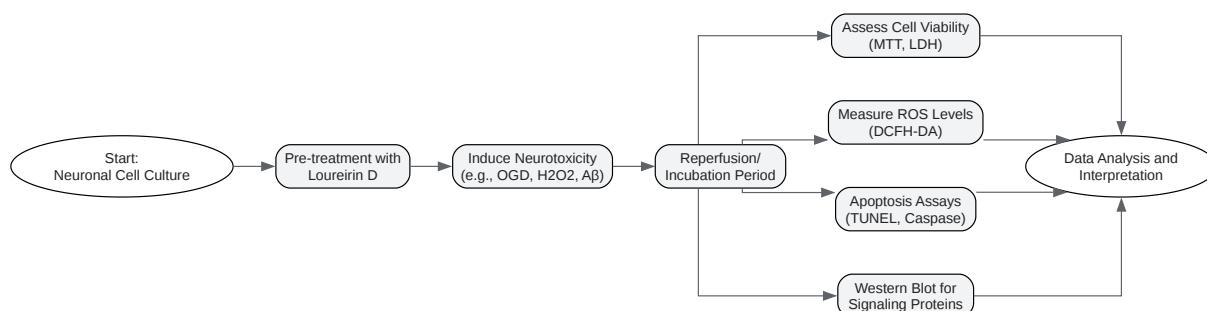 Start:
Neuronal Cell Culture
Pre-treatment with
Loureirin D
Induce Neurotoxicity
(e.g., OGD, H2O2, Aβ)
Reperfusion/
Incubation Period
Assess Cell Viability
(MTT, LDH)
Measure ROS Levels
(DCFH-DA)
Apoptosis Assays
(TUNEL, Caspase)
Western Blot for
Signaling Proteins
Data Analysis and
Interpretation